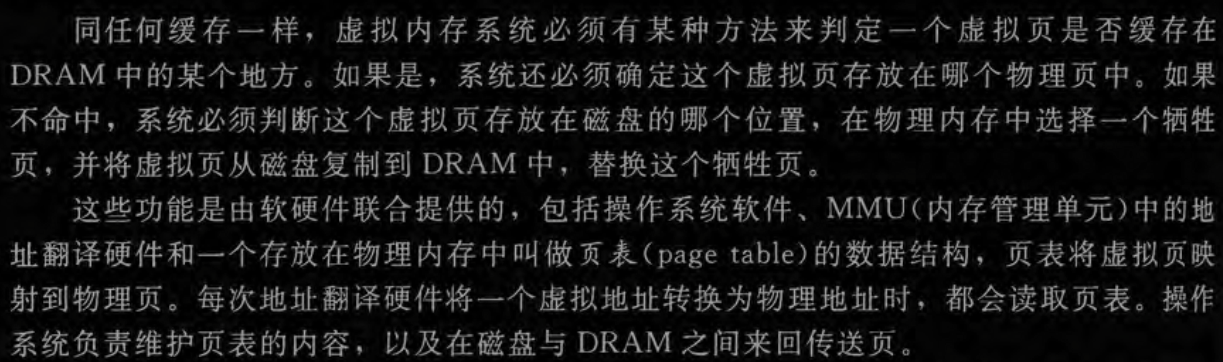 同任何缓存一样，虚拟内存系统必须有某种方法来判定一个虚拟页是否缓存在
DRAM 中的某个地方。如果是，系统还必须确定这个虚拟页存放在哪个物理页中。如果
不命中，系统必须判断这个虚拟页存放在磁盘的哪个位置，在物理内存中选择一个牺牲
页，并将虚拟页从磁盘复制到 DRAM 中，替换这个牺牲页。
这些功能是由软硬件联合提供的，包括操作系统软件、MMU(内存管理单元)中的地
址翻译硬件和一个存放在物理内存中叫做页表(page table)的数据结构，页表将虚拟页映
射到物理页。每次地址翻译硬件将一个虚拟地址转换为物理地址时，都会读取页表。操作
系统负责维护页表的内容，以及在磁盘与 DRAM 之间来回传送页。